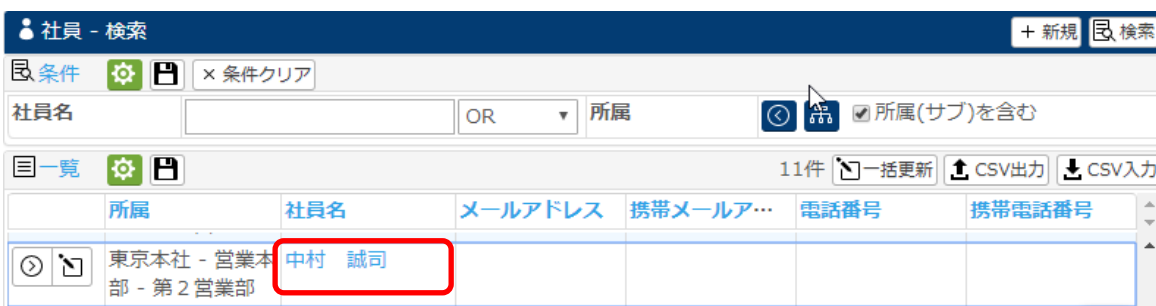 社員 - 検索 + 新規 検索
条件 × 条件クリア
社員名 OR 所属 所属(サブ)を含む
一覧 11件 一括更新 CSV出力 CSV入力
所属 社員名 メールアドレス 携帯メールア… 電話番号 携帯電話番号
東京本社 - 営業本 中村　誠司
部 - 第２営業部